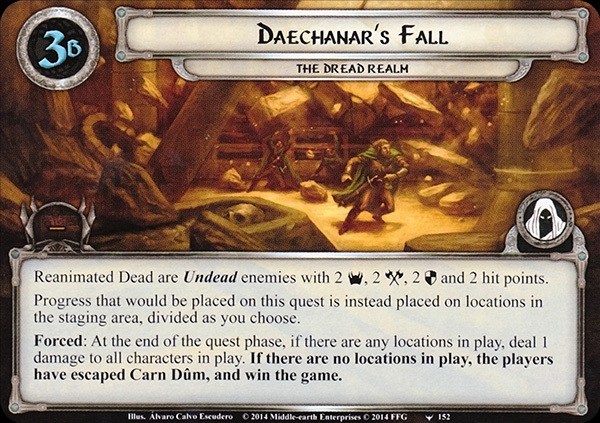 3B
DAECHANAR'S FALL
THE DREAD REALM
–
Reanimated Dead are Undead enemies with 2 , 2 , 2 and 2 hit points.
Progress that would be placed on this quest is instead placed on locations in
the staging area, divided as you choose.
Forced: At the end of the quest phase, if there are any locations in play, deal 1
damage to all characters in play. If there are no locations in play, the players
have escaped Carn Dûm, and win the game.
Illus. Álvaro Calvo Escudero © 2014 Middle-earth Enterprises © 2014 FFG 152